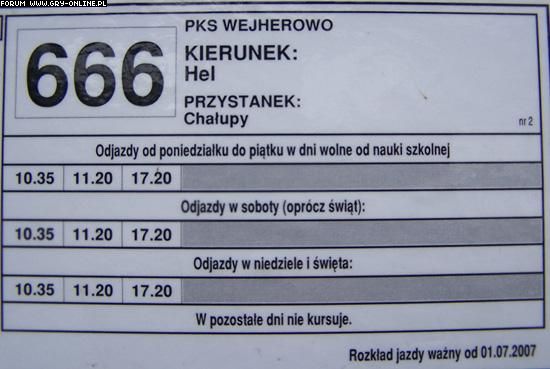 FORUM WWW.GRY-ONLINE.PL
666
PKS WEJHEROWO
KIERUNEK:
Hel
PRZYSTANEK:
Chałupy
nr 2
Odjazdy od poniedziałku do piątku w dni wolne od nauki szkolnej
10.35 11.20 17.20
Odjazdy w soboty (oprócz świąt):
10.35 11.20 17.20
Odjazdy w niedziele i święta:
10.35 11.20 17.20
W pozostałe dni nie kursuje.
Rozkład jazdy ważny od 01.07.2007